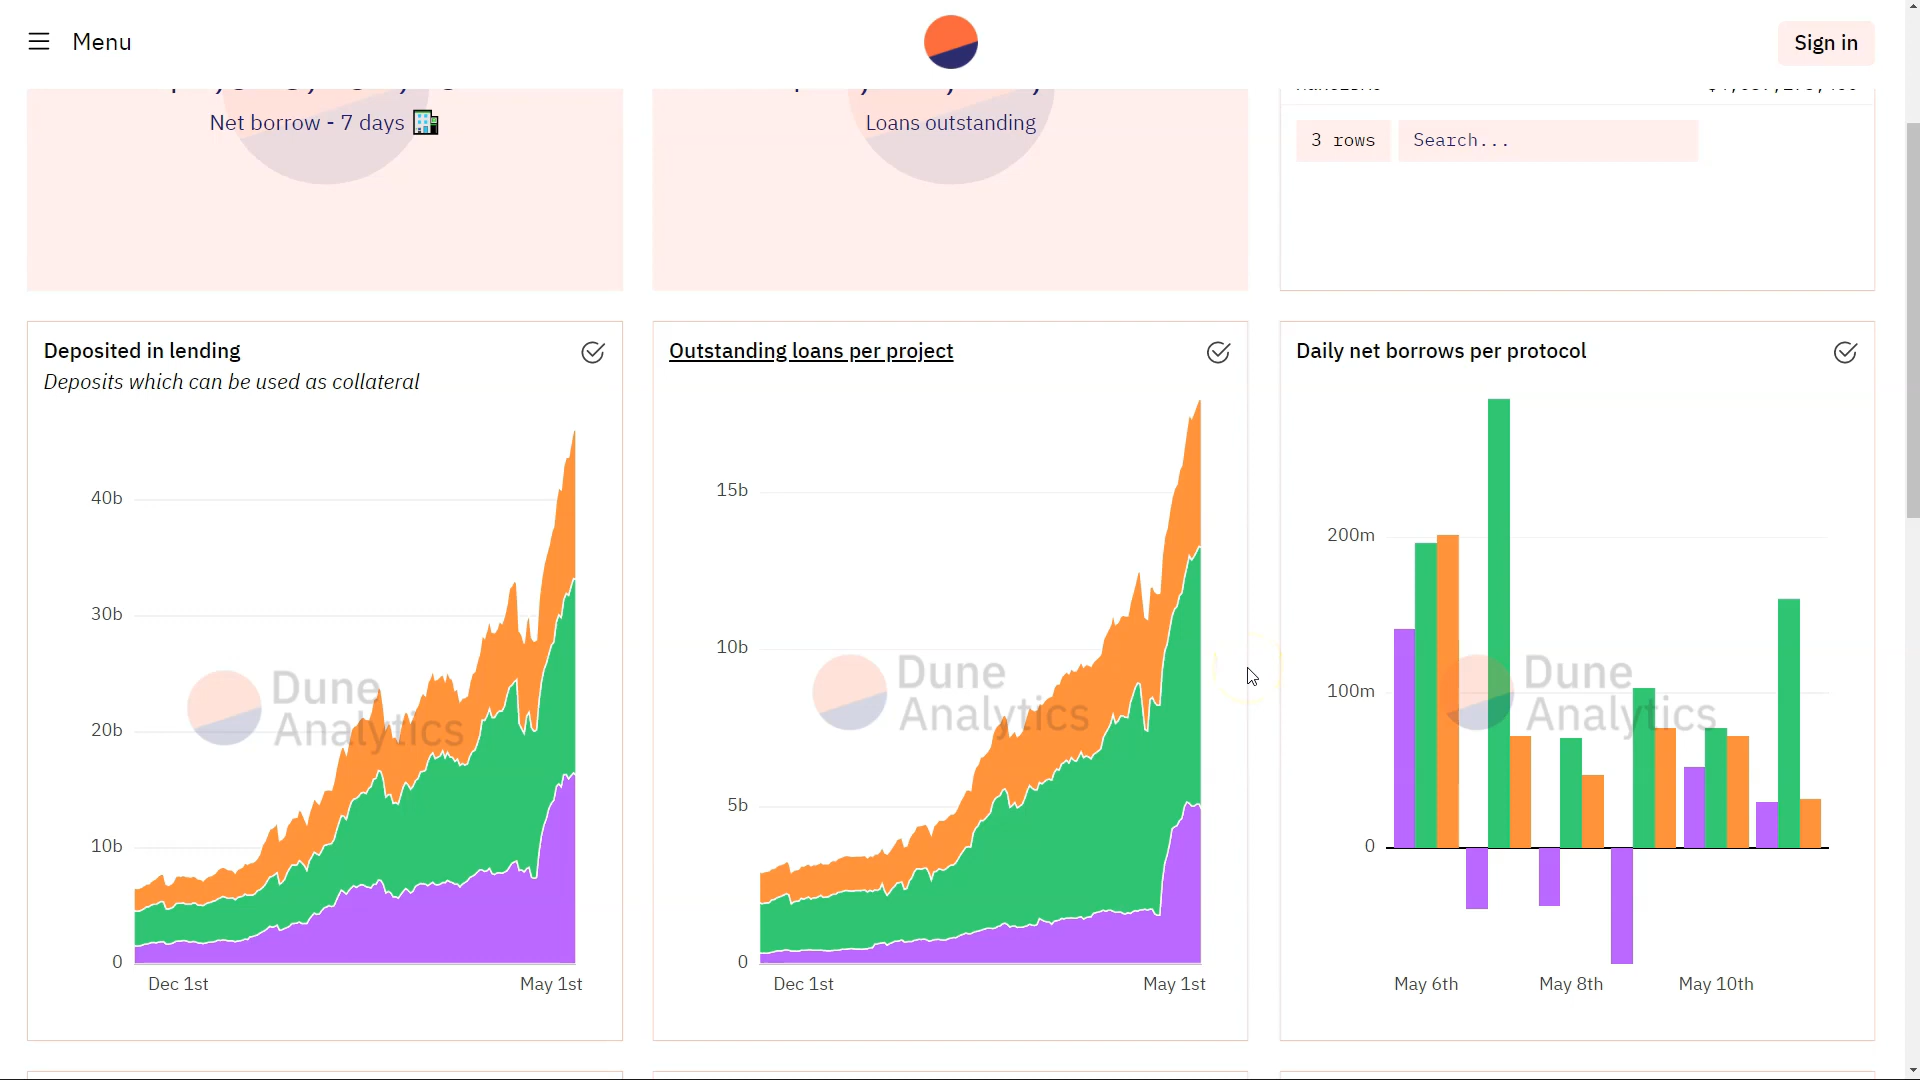 Menu
Sign in
Net borrow - 7 days
Loans outstanding
3 rows
Search...
Deposited in lending
Deposits which can be used as collateral
40b
30b
20b
10b
0
Dec 1st
May 1st
Dune
Analytics
Outstanding loans per project
15b
10b
5b
0
Dec 1st
May 1st
Dune
Analytics
Daily net borrows per protocol
200m
100m
0
May 6th
May 8th
May 10th
Dune
Analytics